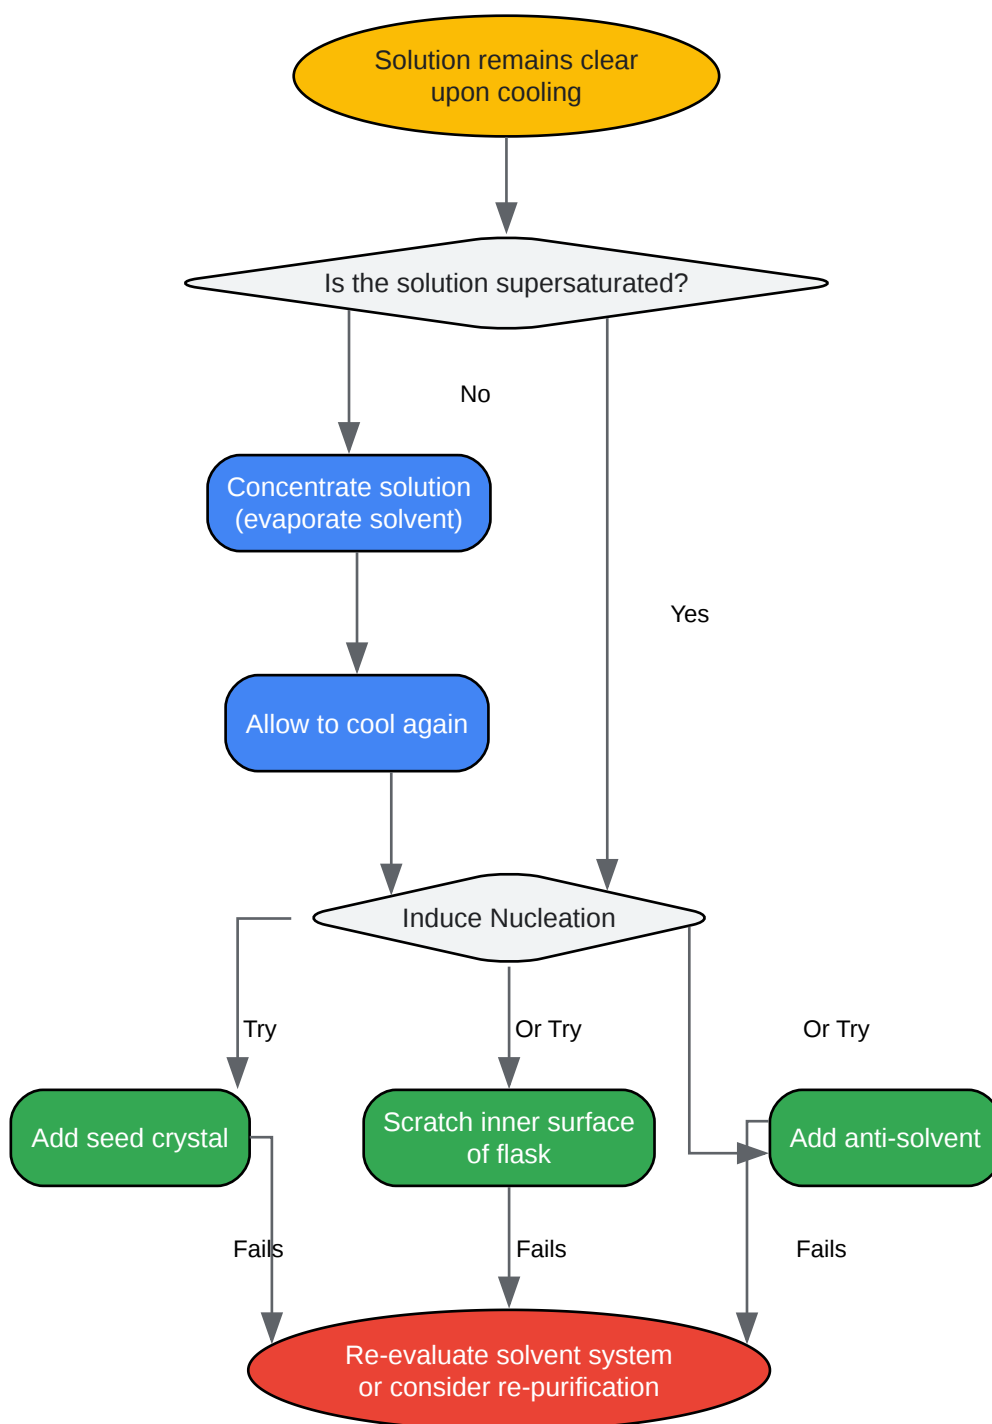 Solution remains clear
upon cooling
Is the solution supersaturated?
No
Concentrate solution
(evaporate solvent)
Yes
Allow to cool again
Induce Nucleation
Try
Or Try
Or Try
Add seed crystal
Scratch inner surface
of flask
Add anti-solvent
Fails
Fails
Fails
Re-evaluate solvent system
or consider re-purification